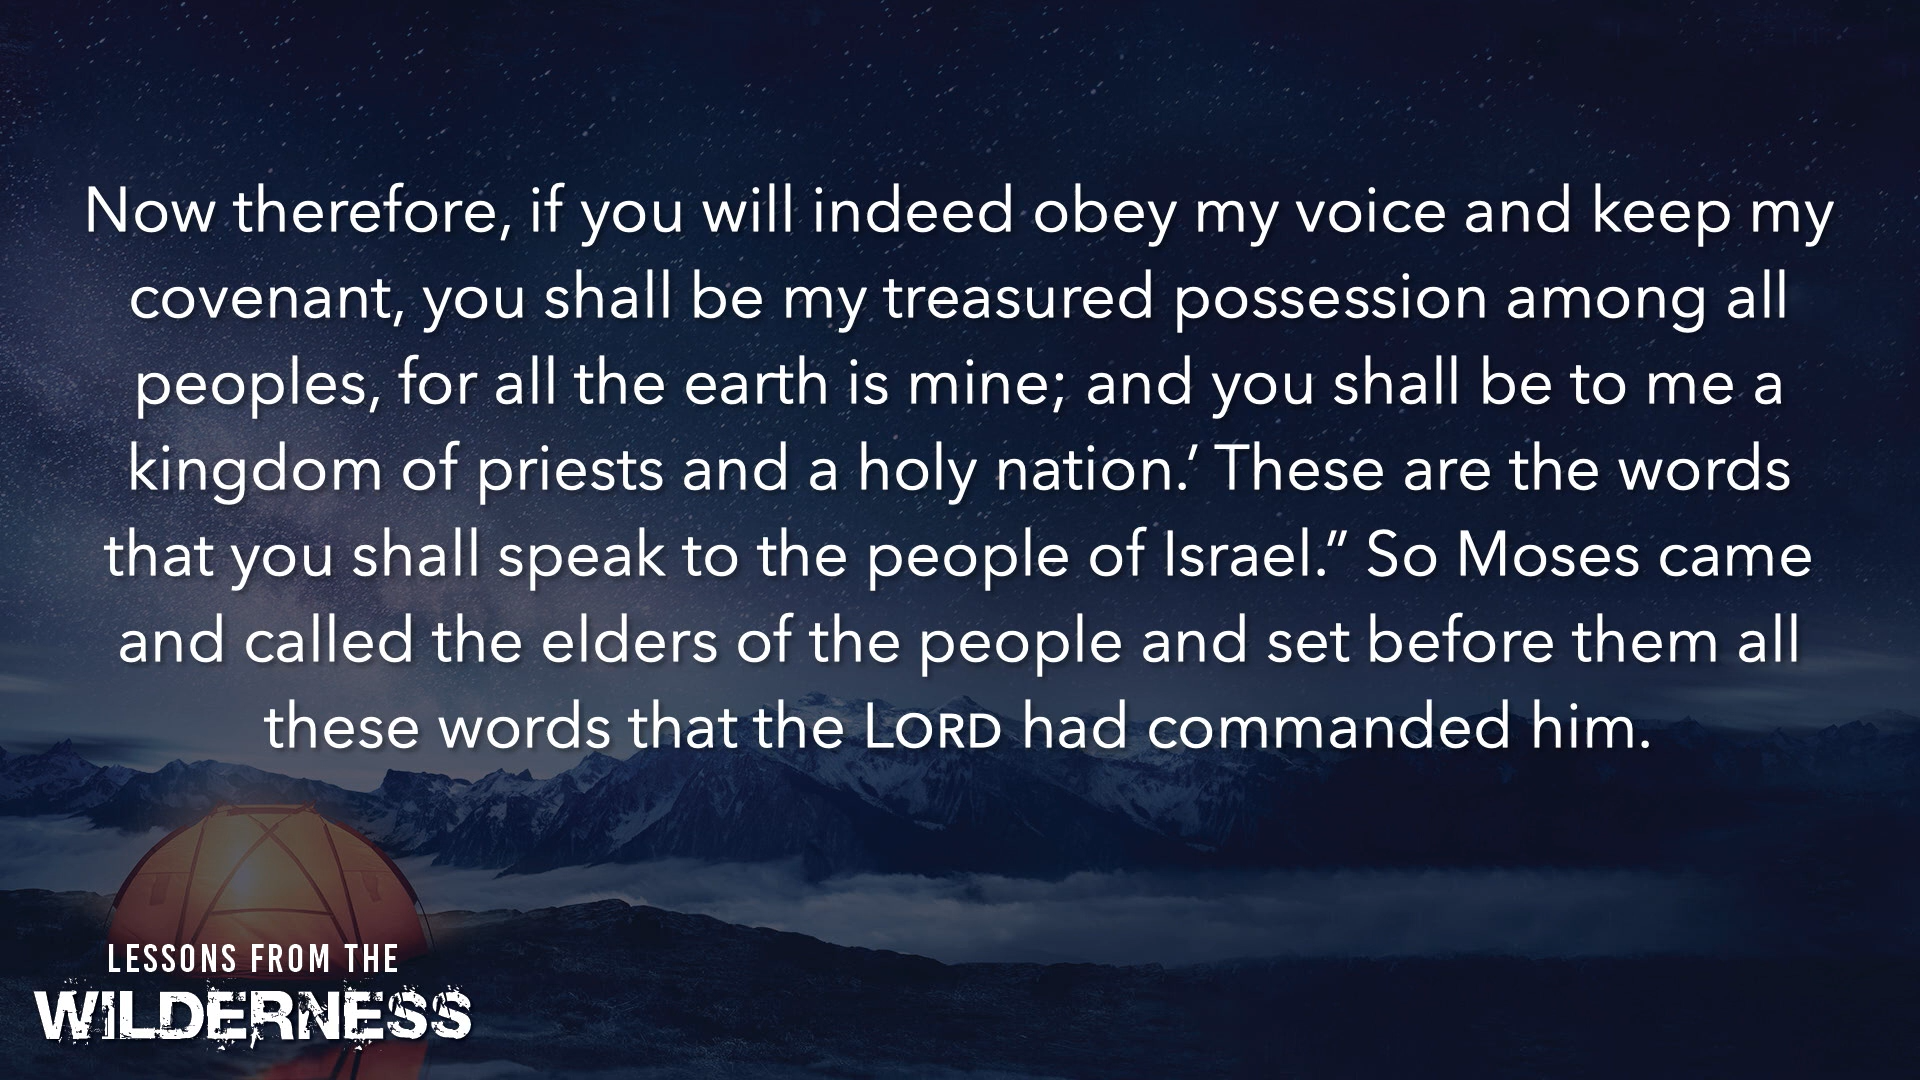 Now therefore, if you will indeed obey my voice and keep my
covenant, you shall be my treasured possession among all
peoples, for all the earth is mine; and you shall be to me a
kingdom of priests and a holy nation.’ These are the words
that you shall speak to the people of Israel.” So Moses came
and called the elders of the people and set before them all
these words that the LORD had commanded him.
LESSONS FROM THE
WILDERNESS